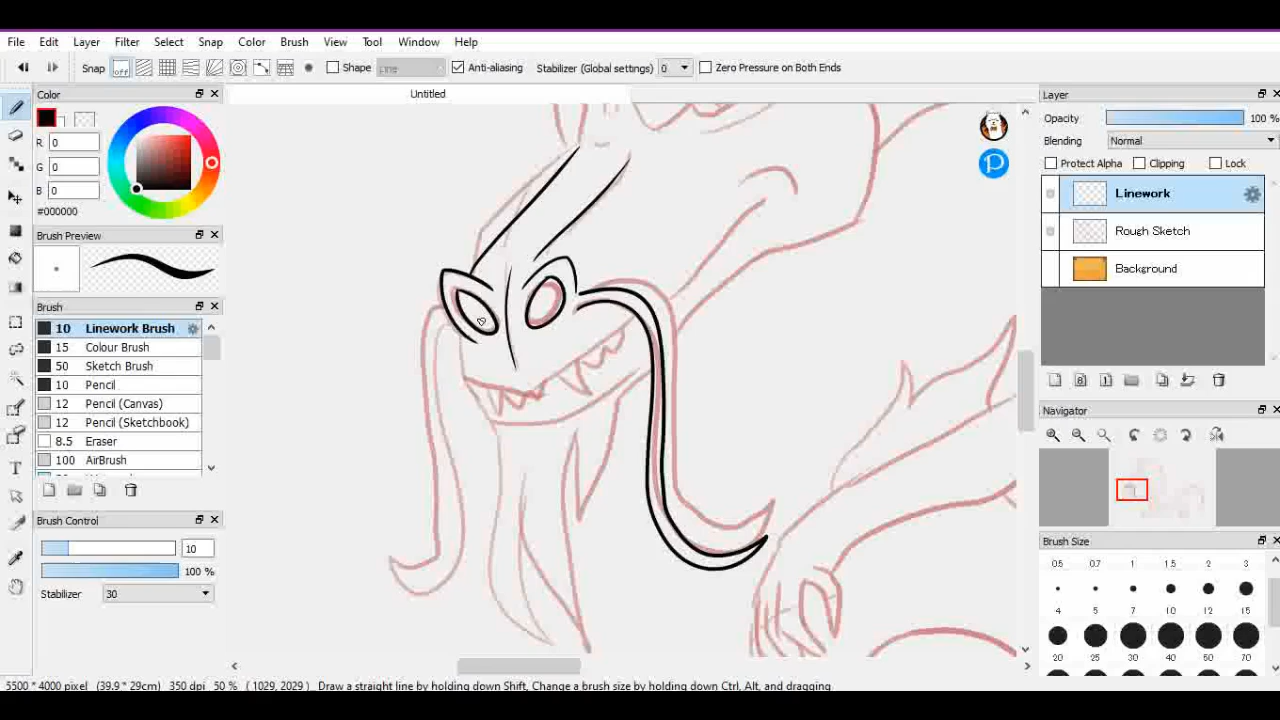 File Edit Layer Filter Select Snap Color Brush View Tool Window Help
Snap off Shape Anti-aliasing Stabilizer (Global settings) 0 Zero Pressure on Both Ends
Color
Untitled
Layer
R 0
G 0
B 0
#000000
Opacity 100 %
Blending Normal
Protect Alpha Clipping Lock
Linework
Rough Sketch
Background
Brush Preview
Brush
10 Linework Brush
15 Colour Brush
50 Sketch Brush
10 Pencil
12 Pencil (Canvas)
12 Pencil (Sketchbook)
8.5 Eraser
100 AirBrush
Brush Control
10
100 %
Stabilizer 30
Navigator
Brush Size
0.5 0.7 1 1.5 2 3
4 5 7 10 12 15
20 25 30 40 50 70
5500 * 4000 pixel (39.9 * 29cm) 350 dpi 50 % ( 1029, 2029 ) Draw a straight line by holding down Shift, Change a brush size by holding down Ctrl, Alt, and dragging